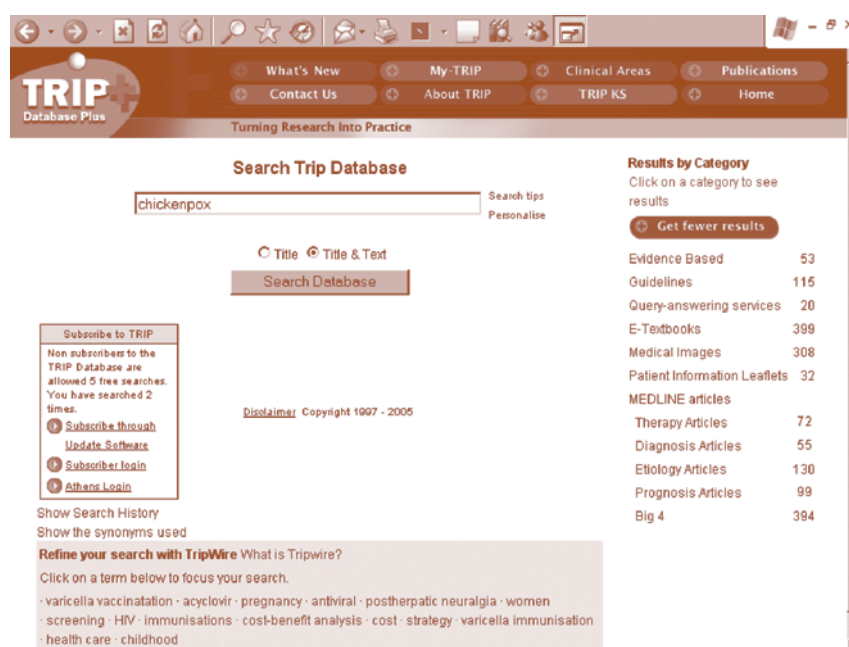 What's New My-TRIP Clinical Areas Publications
TRIP
Contact Us About TRIP TRIP KS Home
Database Plus
Turning Research Into Practice
Search Trip Database
chickenpox
Search tips
Personalise
Title Title & Text
Search Database
Subscribe to TRIP
Non subscribers to the
TRIP Database are
allowed 5 free searches.
You have searched 2
times.
Subscribe through
Update Software
Subscriber login
Athens Login
Disclaimer Copyright 1997 - 2005
Show Search History
Show the synonyms used
Refine your search with TripWire What is Tripwire?
Click on a term below to focus your search.
· varicella vaccinatation · acyclovir · pregnancy · antiviral · postherpatic neuralgia · women
· screening · HIV · immunisations · cost-benefit analysis · cost · strategy · varicella immunisation
· health care · childhood
Results by Category
Click on a category to see
results
Get fewer results
Evidence Based 53
Guidelines 115
Query-answering services 20
E-Textbooks 399
Medical Images 308
Patient Information Leaflets 32
MEDLINE articles
Therapy Articles 72
Diagnosis Articles 55
Etiology Articles 130
Prognosis Articles 99
Big 4 394